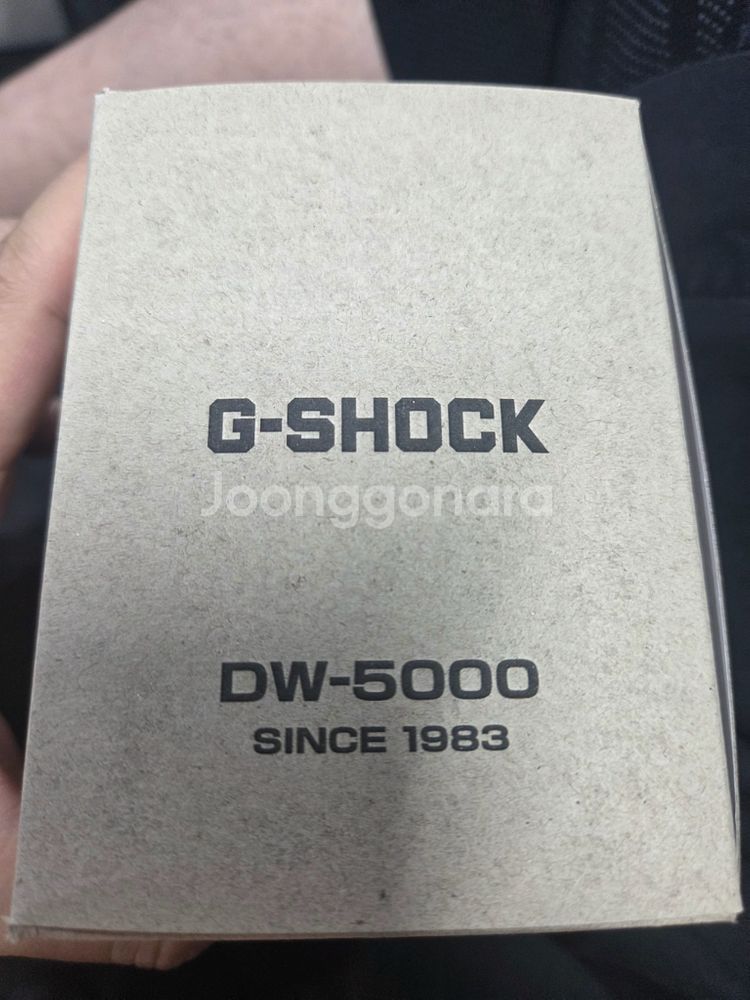 G-SHOCK
Joonggonara
DW-5000
SINCE 1983